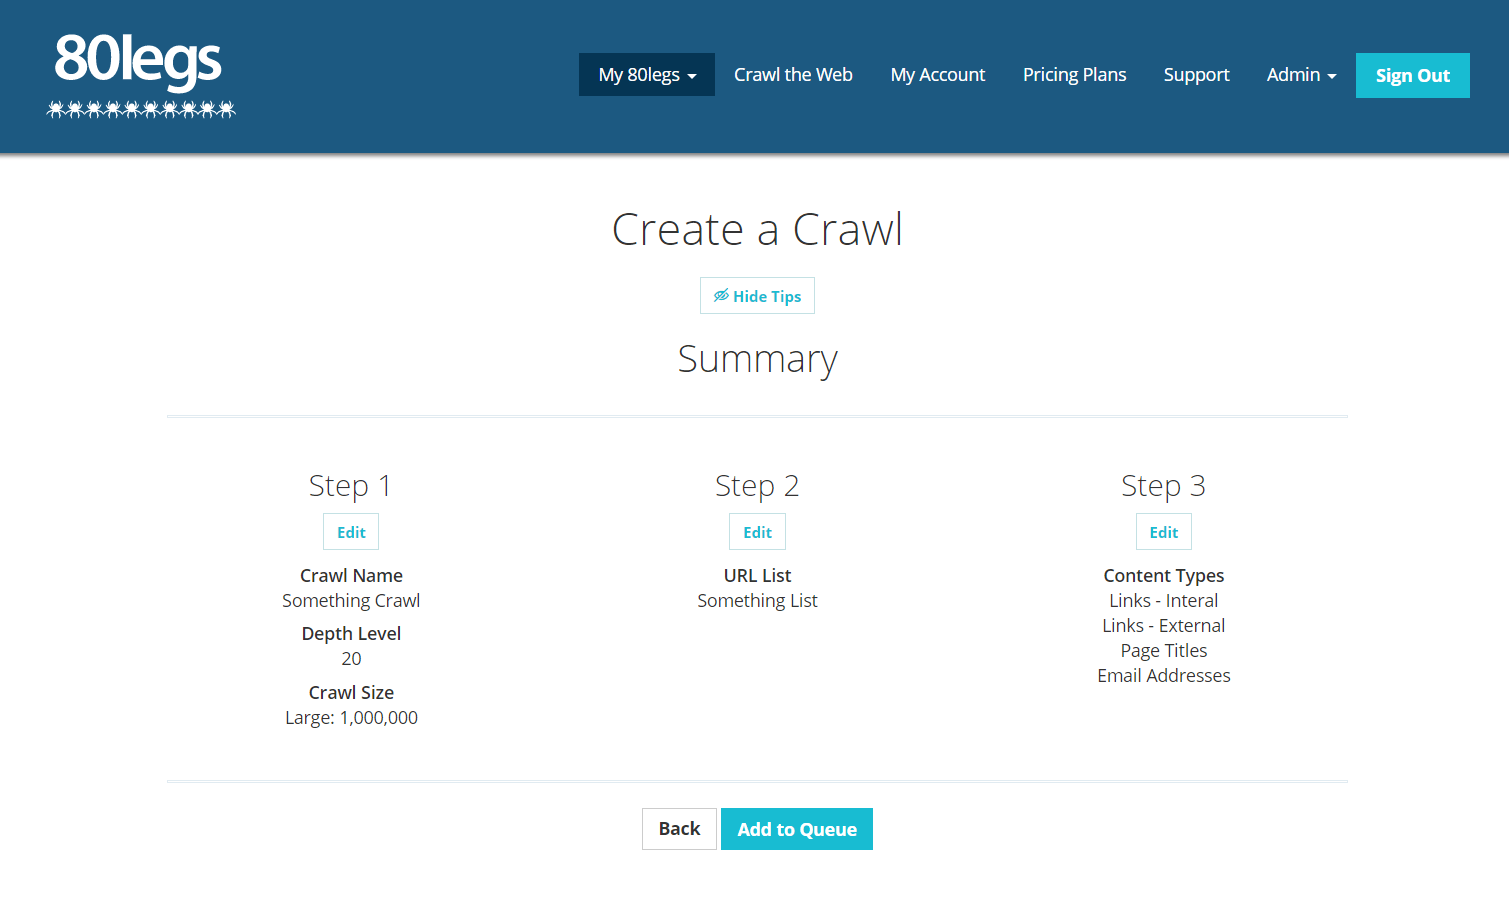 80legs
My 80legs
Crawl the Web
My Account
Pricing Plans
Support
Admin
Sign Out
Create a Crawl
Hide Tips
Summary
Step 1
Edit
Crawl Name
Something Crawl
Depth Level
20
Crawl Size
Large: 1,000,000
Step 2
Edit
URL List
Something List
Step 3
Edit
Content Types
Links - Interal
Links - External
Page Titles
Email Addresses
Back
Add to Queue